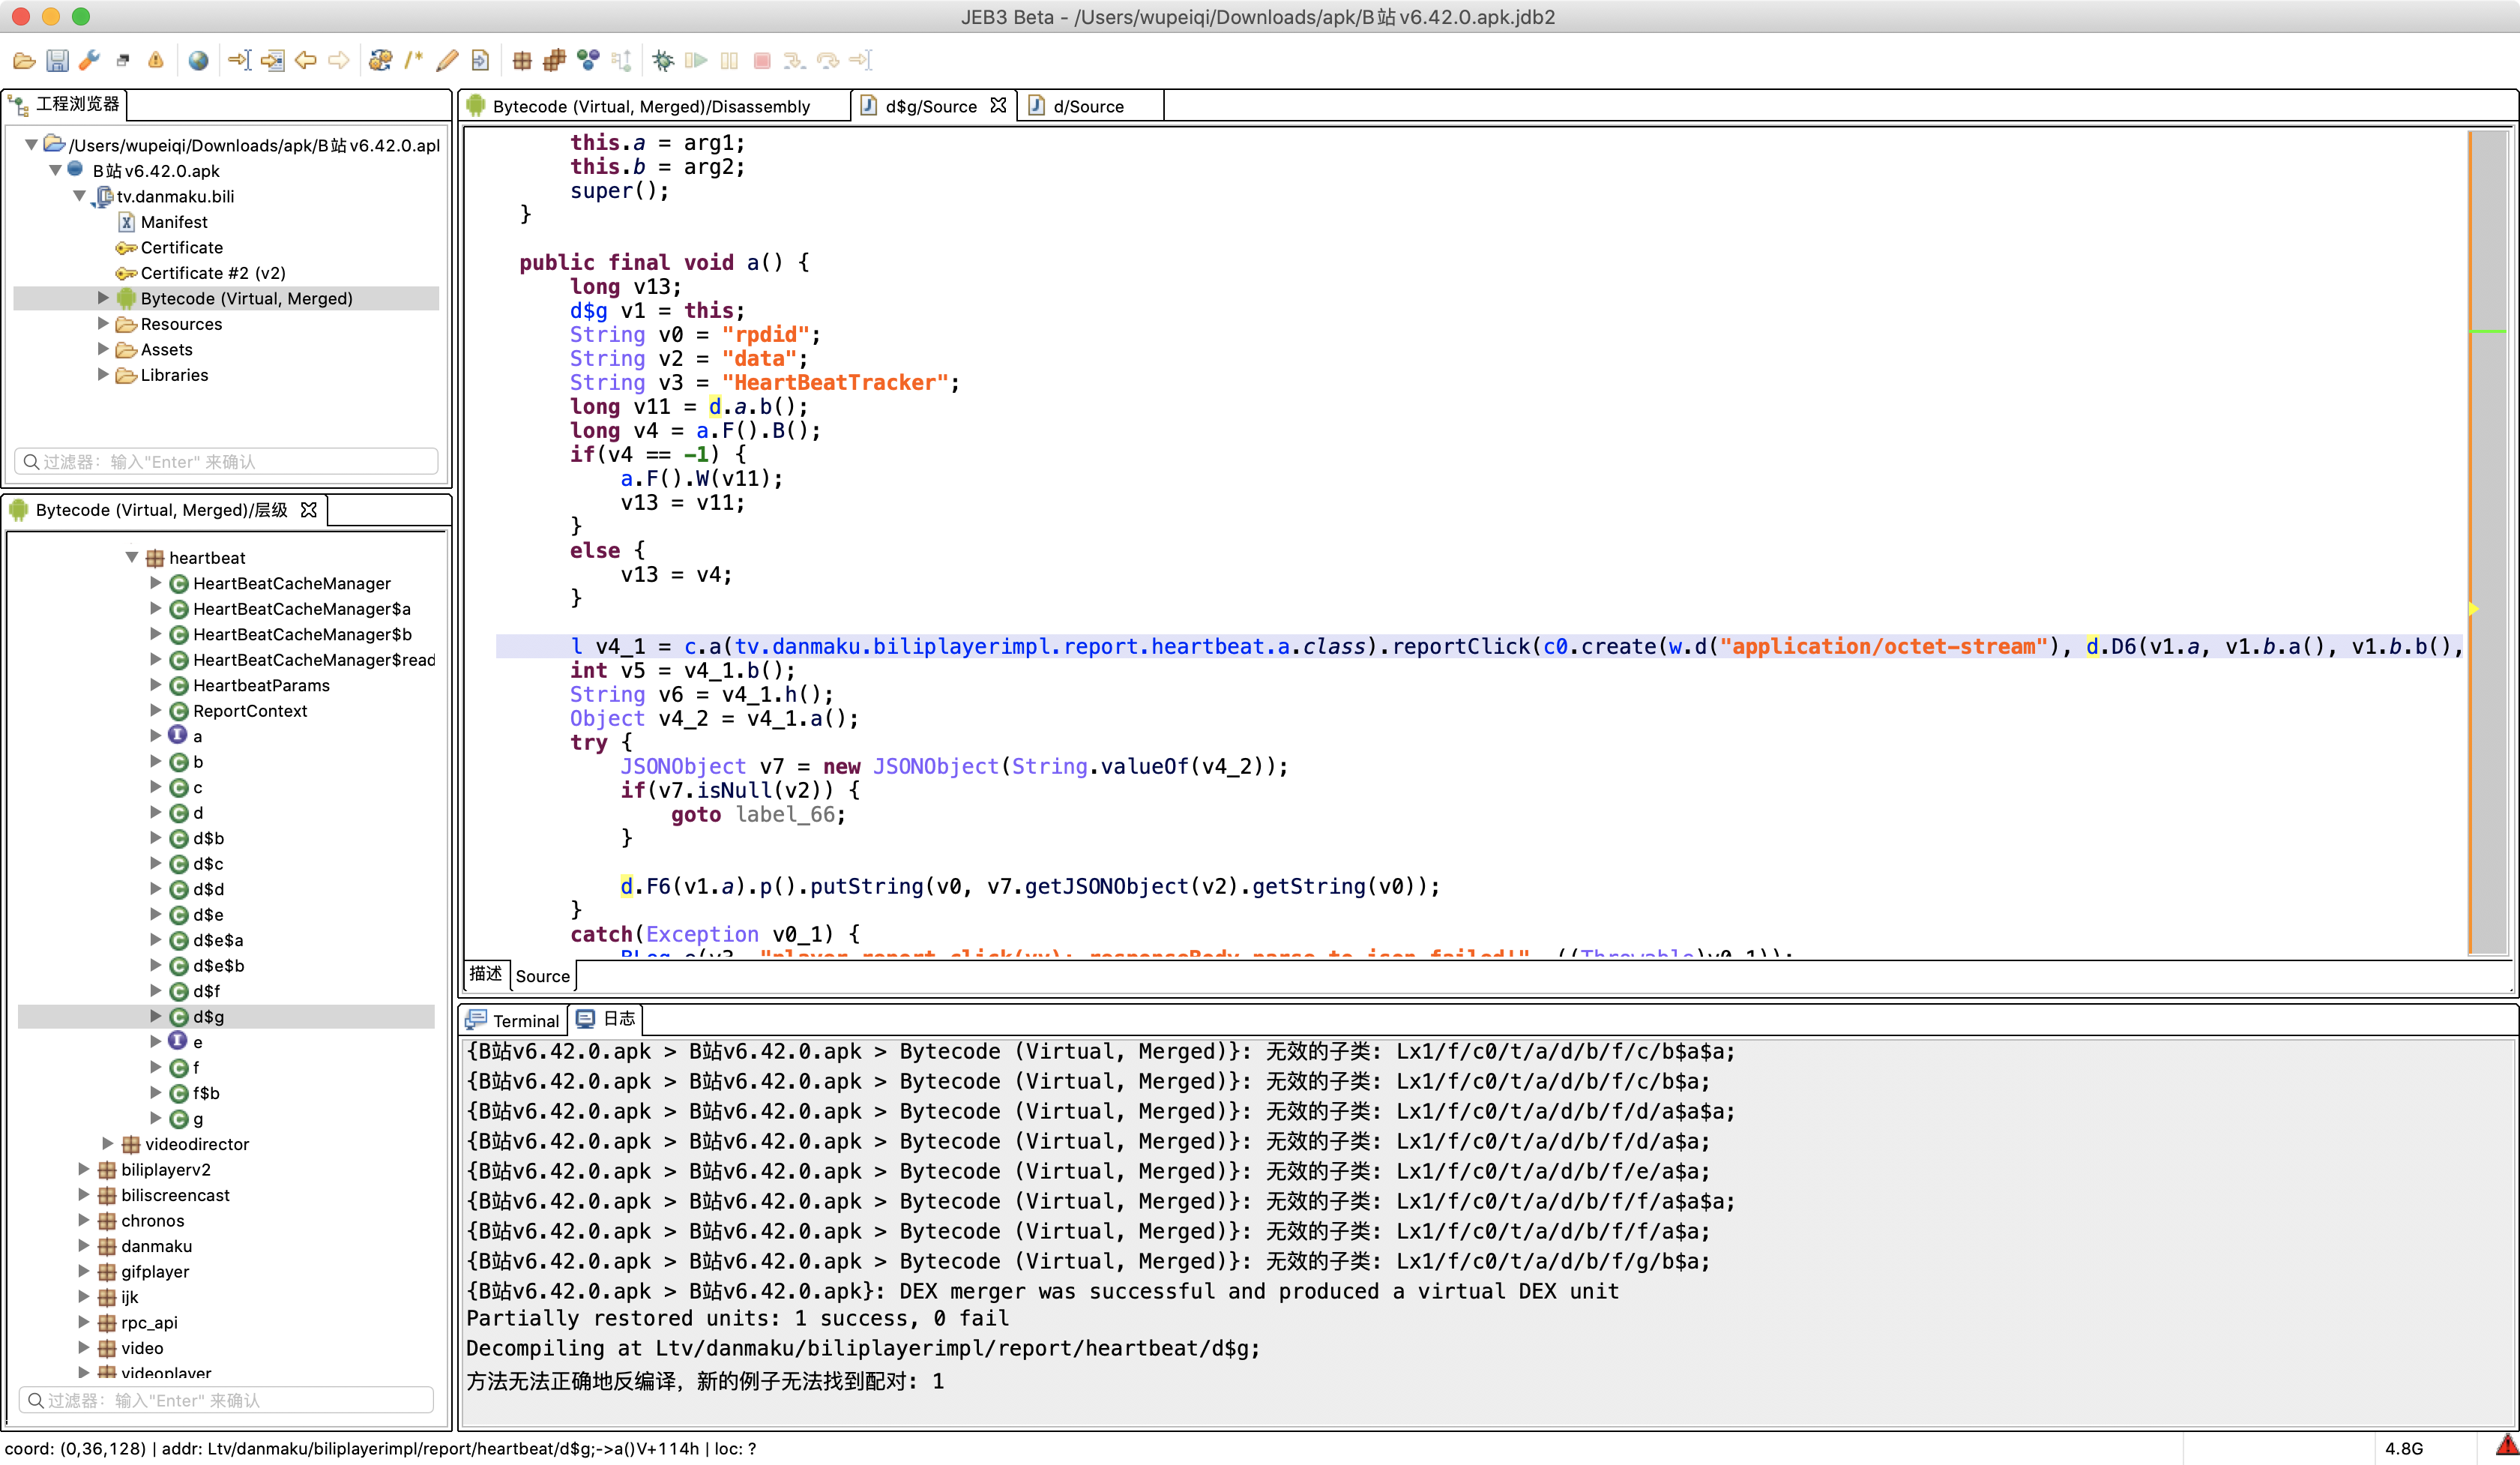 JEB3 Beta - /Users/wupeiqi/Downloads/apk/B站v6.42.0.apk.jdb2
工程浏览器
/Users/wupeiqi/Downloads/apk/B站v6.42.0.apl
B站v6.42.0.apk
tv.danmaku.bili
Manifest
Certificate
Certificate #2 (v2)
Bytecode (Virtual, Merged)
Resources
Assets
Libraries
过滤器：输入"Enter" 来确认
Bytecode (Virtual, Merged)/层级
heartbeat
HeartBeatCacheManager
HeartBeatCacheManager$a
HeartBeatCacheManager$b
HeartBeatCacheManager$read
HeartbeatParams
ReportContext
a
b
c
d
d$b
d$c
d$d
d$e
d$e$a
d$e$b
d$f
d$g
e
f
f$b
g
videodirector
biliplayerv2
biliscreencast
chronos
danmaku
gifplayer
ijk
rpc_api
video
videoplayer
过滤器：输入"Enter" 来确认
Bytecode (Virtual, Merged)/Disassembly
d$g/Source
d/Source
this.a = arg1;
this.b = arg2;
super();
}
public final void a() {
long v13;
d$g v1 = this;
String v0 = "rpdid";
String v2 = "data";
String v3 = "HeartBeatTracker";
long v11 = d.a.b();
long v4 = a.F().B();
if(v4 == -1) {
a.F().W(v11);
v13 = v11;
}
else {
v13 = v4;
}
l v4_1 = c.a(tv.danmaku.biliplayerimpl.report.heartbeat.a.class).reportClick(c0.create(w.d("application/octet-stream"), d.D6(v1.a, v1.b.a(), v1.b.b(),
int v5 = v4_1.b();
String v6 = v4_1.h();
Object v4_2 = v4_1.a();
try {
JSONObject v7 = new JSONObject(String.valueOf(v4_2));
if(v7.isNull(v2)) {
goto label_66;
}
d.F6(v1.a).p().putString(v0, v7.getJSONObject(v2).getString(v0));
}
catch(Exception v0_1) {
BLog.e(v3, "player report click(vv): responseBody parse to json failed!", ((Throwable)v0_1));
描述
Source
Terminal
日志
{B站v6.42.0.apk > B站v6.42.0.apk > Bytecode (Virtual, Merged)}: 无效的子类: Lx1/f/c0/t/a/d/b/f/c/b$a$a;
{B站v6.42.0.apk > B站v6.42.0.apk > Bytecode (Virtual, Merged)}: 无效的子类: Lx1/f/c0/t/a/d/b/f/c/b$a;
{B站v6.42.0.apk > B站v6.42.0.apk > Bytecode (Virtual, Merged)}: 无效的子类: Lx1/f/c0/t/a/d/b/f/d/a$a$a;
{B站v6.42.0.apk > B站v6.42.0.apk > Bytecode (Virtual, Merged)}: 无效的子类: Lx1/f/c0/t/a/d/b/f/d/a$a;
{B站v6.42.0.apk > B站v6.42.0.apk > Bytecode (Virtual, Merged)}: 无效的子类: Lx1/f/c0/t/a/d/b/f/e/a$a;
{B站v6.42.0.apk > B站v6.42.0.apk > Bytecode (Virtual, Merged)}: 无效的子类: Lx1/f/c0/t/a/d/b/f/f/a$a$a;
{B站v6.42.0.apk > B站v6.42.0.apk > Bytecode (Virtual, Merged)}: 无效的子类: Lx1/f/c0/t/a/d/b/f/f/a$a;
{B站v6.42.0.apk > B站v6.42.0.apk > Bytecode (Virtual, Merged)}: 无效的子类: Lx1/f/c0/t/a/d/b/f/g/b$a;
{B站v6.42.0.apk > B站v6.42.0.apk}: DEX merger was successful and produced a virtual DEX unit
Partially restored units: 1 success, 0 fail
Decompiling at Ltv/danmaku/biliplayerimpl/report/heartbeat/d$g;
方法无法正确地反编译，新的例子无法找到配对: 1
coord: (0,36,128) | addr: Ltv/danmaku/biliplayerimpl/report/heartbeat/d$g;->a()V+114h | loc: ?
4.8G